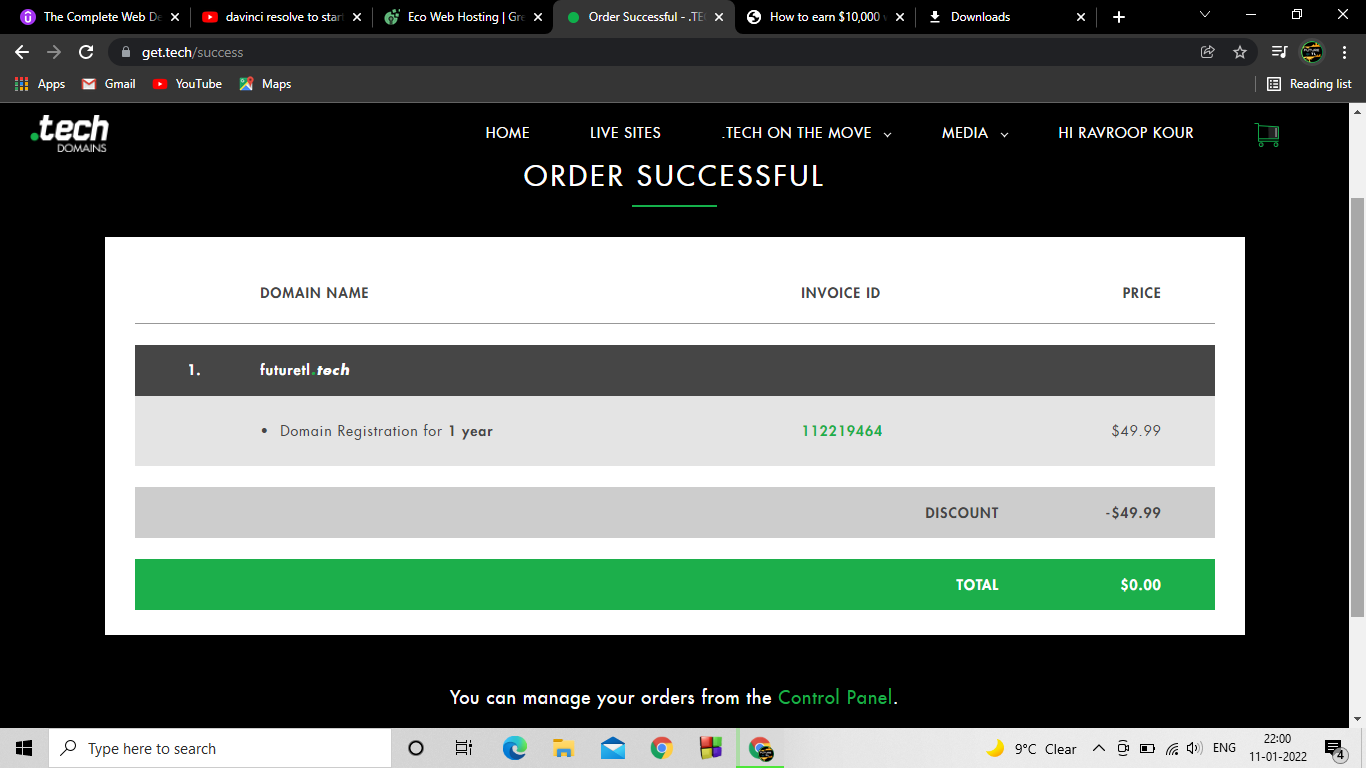 The Complete Web De
davinci resolve to star
Eco Web Hosting | Gre
Order Successful - .TE
How to earn $10,000
Downloads
get.tech/success
Apps
Gmail
YouTube
Maps
Reading list
.tech
DOMAINS
HOME
LIVE SITES
.TECH ON THE MOVE
MEDIA
HI RAVROOP KOUR
ORDER SUCCESSFUL
DOMAIN NAME INVOICE ID PRICE
1. futuretl.tech
• Domain Registration for 1 year 112219464 $49.99
DISCOUNT -$49.99
TOTAL $0.00
You can manage your orders from the Control Panel.
Type here to search
9°C Clear
ENG
22:00
11-01-2022
4